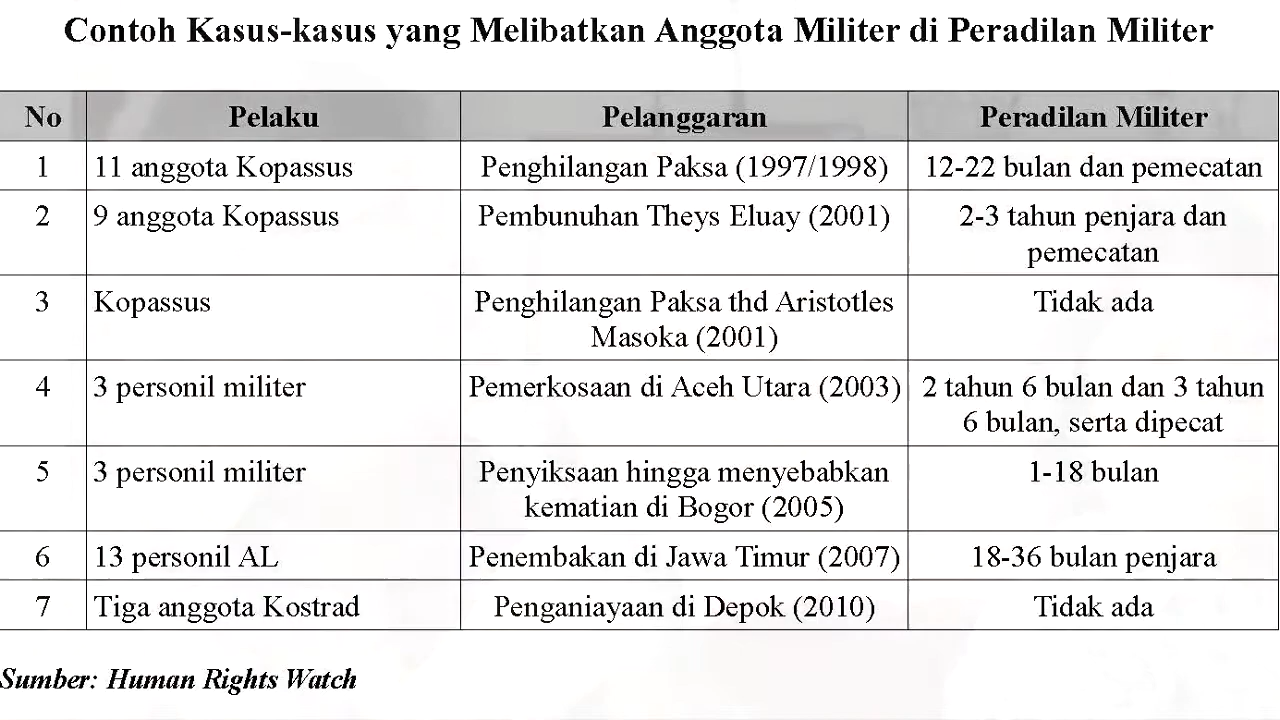 Contoh Kasus-kasus yang Melibatkan Anggota Militer di Peradilan Militer
No Pelaku Pelanggaran Peradilan Militer
1 11 anggota Kopassus Penghilangan Paksa (1997/1998) 12-22 bulan dan pemecatan
2 9 anggota Kopassus Pembunuhan Theys Eluay (2001) 2-3 tahun penjara dan
pemecatan
3 Kopassus Penghilangan Paksa thd Aristotles Tidak ada
Masoka (2001)
4 3 personil militer Pemerkosaan di Aceh Utara (2003) 2 tahun 6 bulan dan 3 tahun
6 bulan, serta dipecat
5 3 personil militer Penyiksaan hingga menyebabkan 1-18 bulan
kematian di Bogor (2005)
6 13 personil AL Penembakan di Jawa Timur (2007) 18-36 bulan penjara
7 Tiga anggota Kostrad Penganiayaan di Depok (2010) Tidak ada
Sumber: Human Rights Watch